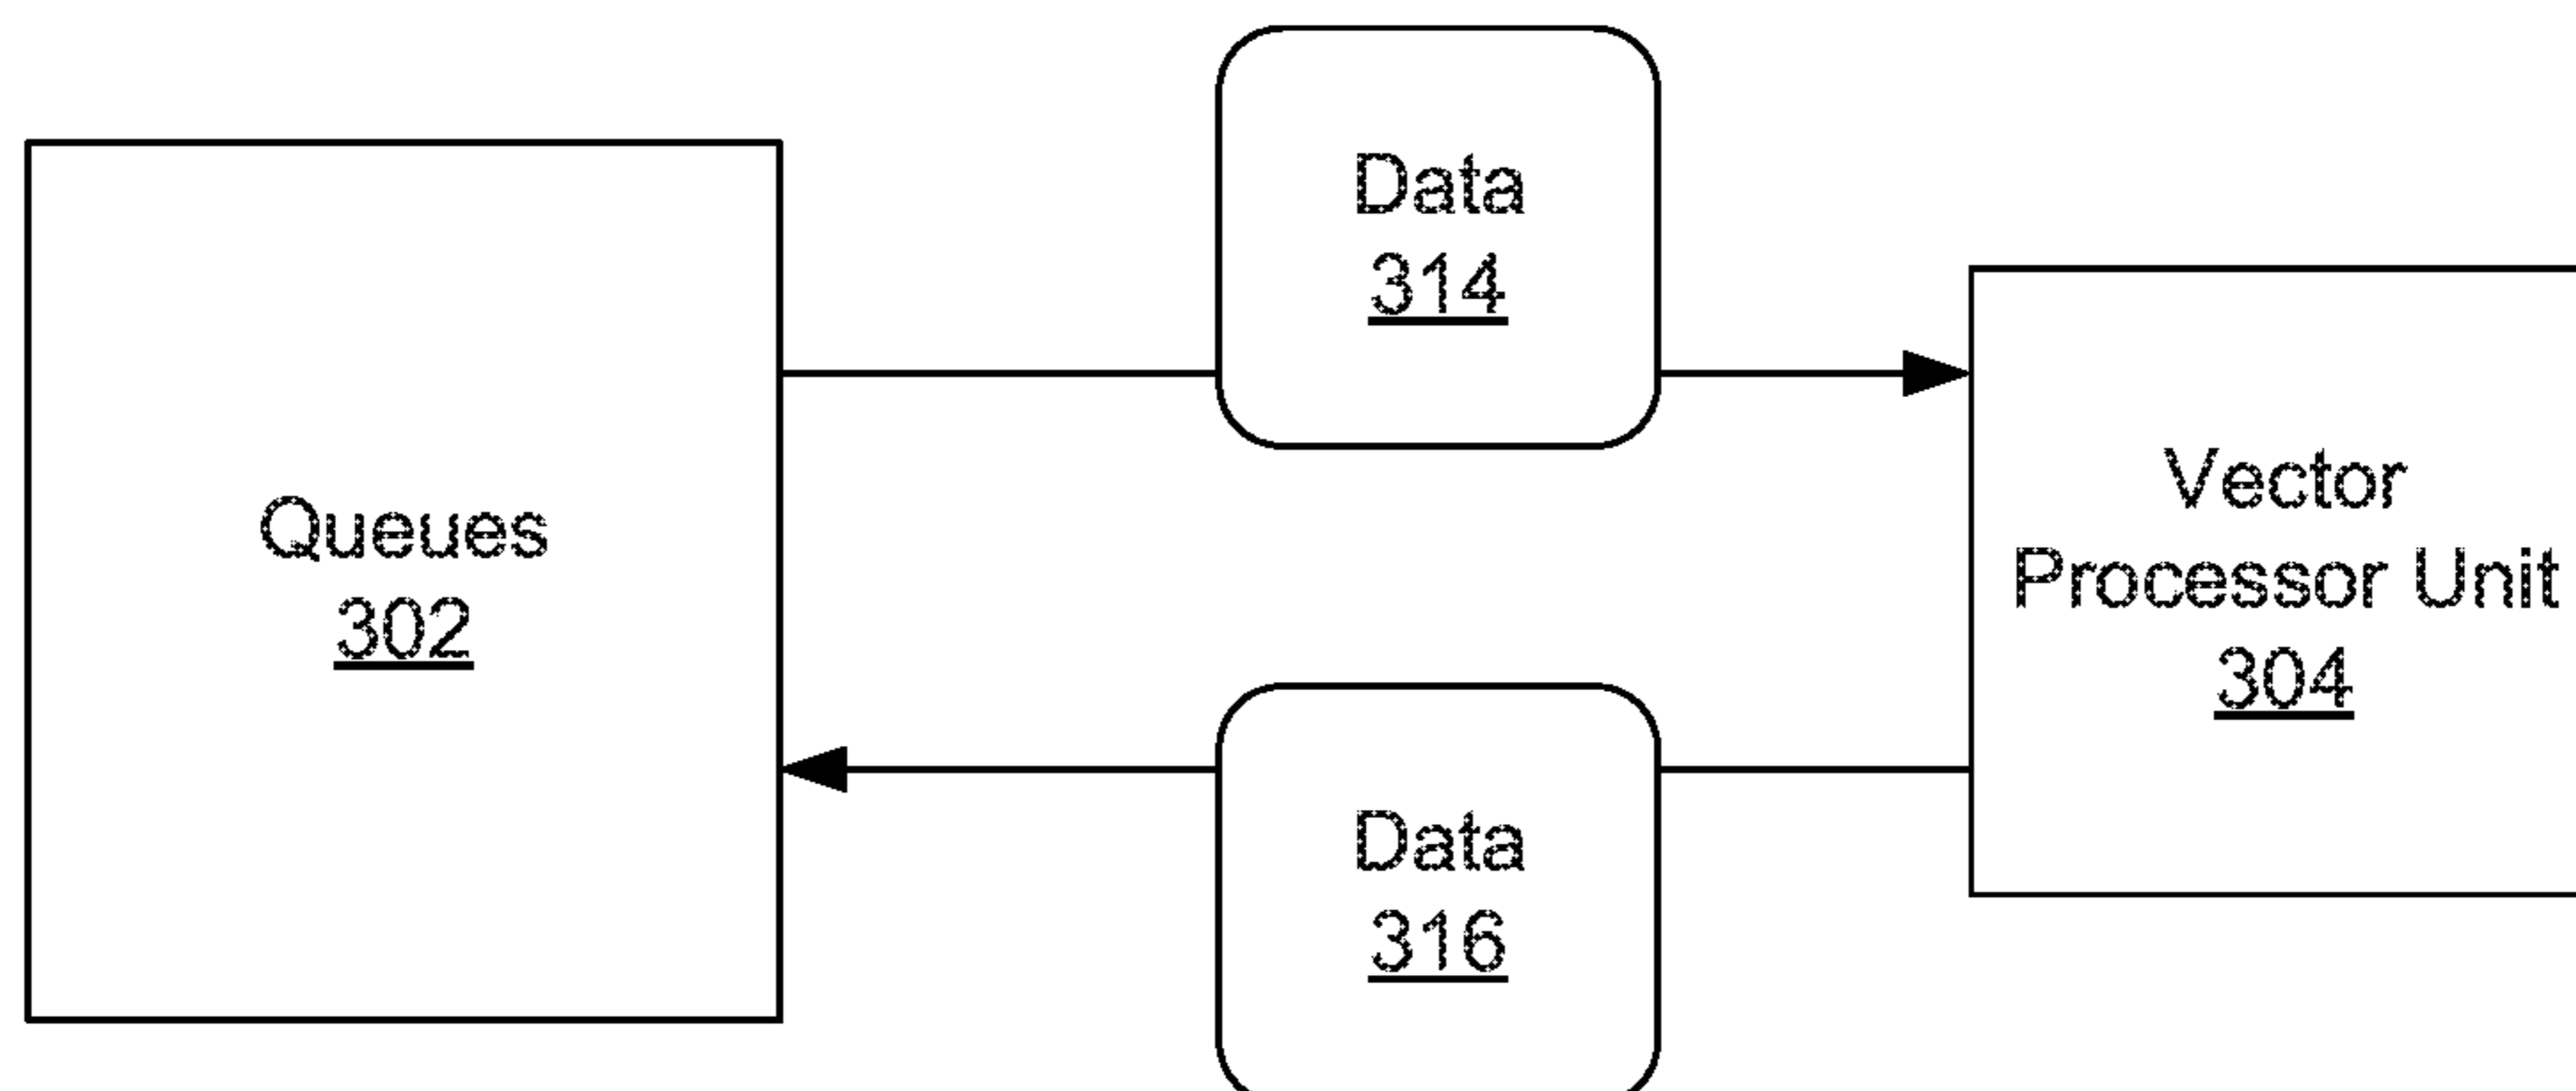 Data
314
Queues
302
Vector
Processor Unit
304
Data
316